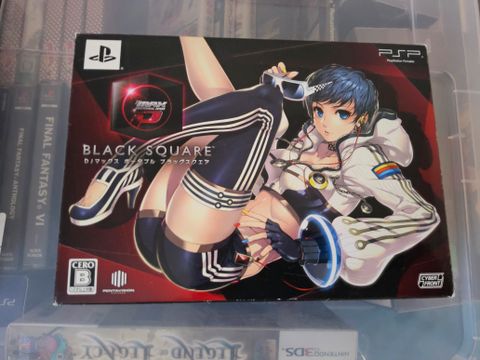 PSP
PlayStation Portable
DJMAX
BLACK SQUARE
DJマックス ポータブル ブラックスクエア
CERO
B
PENTAVISION
CYBER
FRONT
FINAL FANTASY ANTHOLOGY
FINAL FANTASY VI
LEGEND OF LEGACY
NINTENDO 3DS